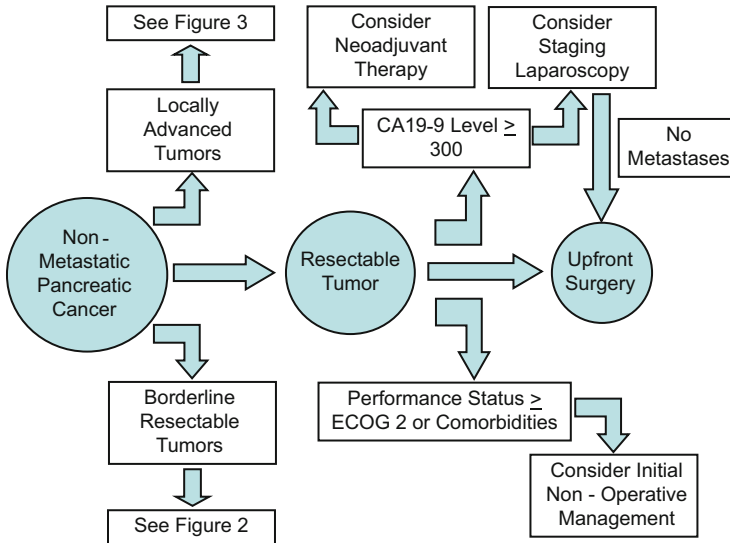 See Figure 3
Consider
Neoadjuvant
Therapy
Consider
Staging
Laparoscopy
Locally
Advanced
Tumors
CA19-9 Level ≥
300
No
Metastases
Non -
Metastatic
Pancreatic
Cancer
Resectable
Tumor
Upfront
Surgery
Borderline
Resectable
Tumors
Performance Status ≥
ECOG 2 or Comorbidities
See Figure 2
Consider Initial
Non - Operative
Management